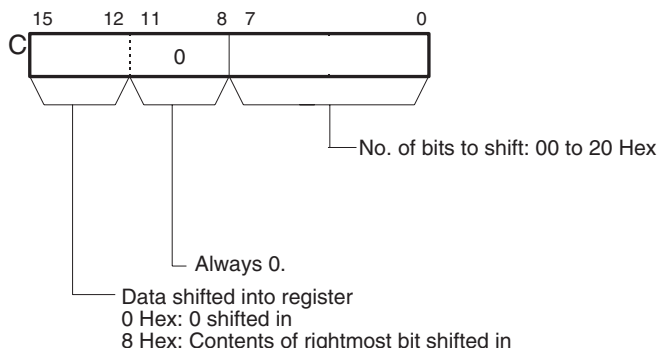 15 12 11 8 7 0
C
0
No. of bits to shift: 00 to 20 Hex
Always 0.
Data shifted into register
0 Hex: 0 shifted in
8 Hex: Contents of rightmost bit shifted in